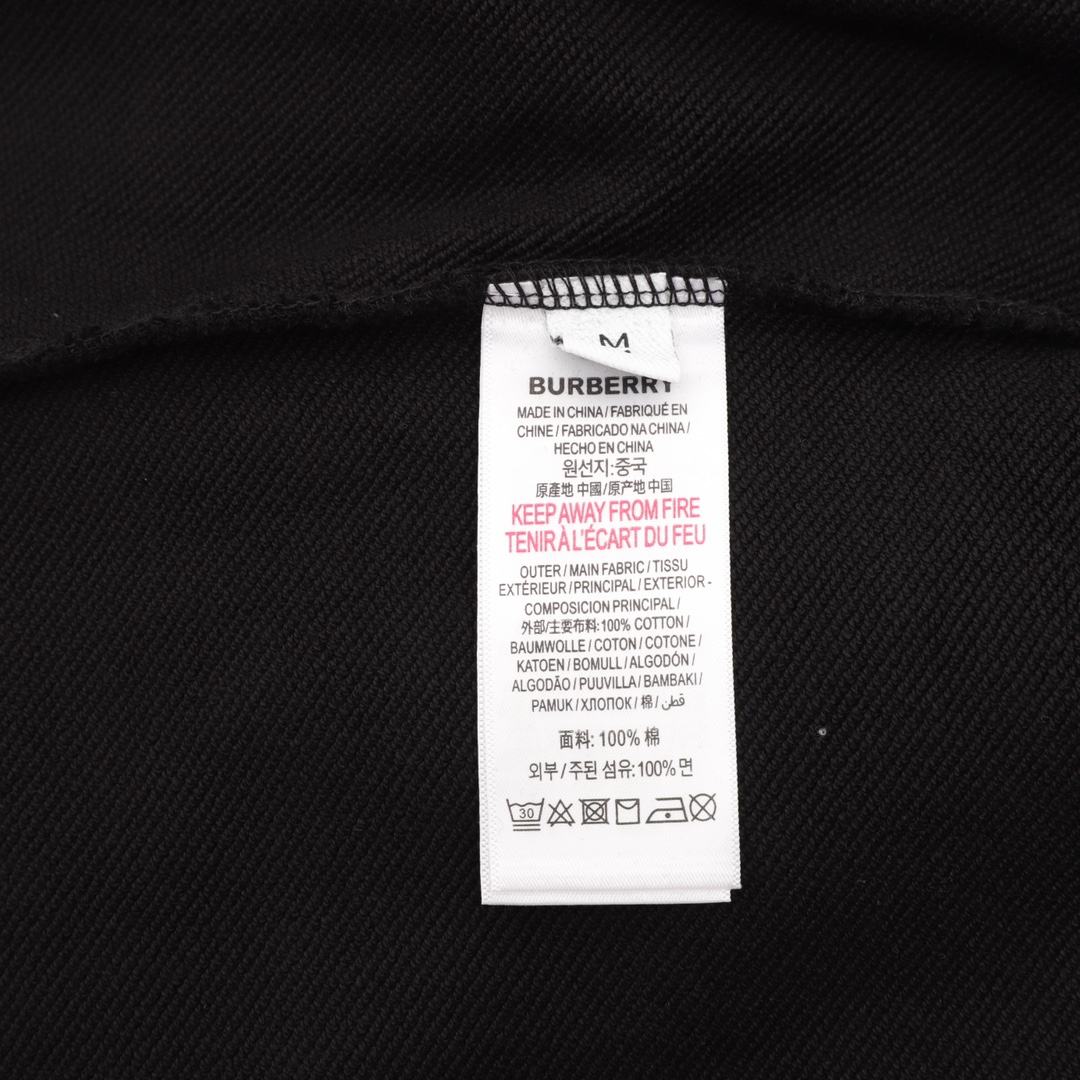 M
BURBERRY
MADE IN CHINA / FABRIQUÉ EN
CHINE / FABRICADO NA CHINA /
HECHO EN CHINA
원선지:중국
原產地 中國/原产地 中国
KEEP AWAY FROM FIRE
TENIR À L'ÉCART DU FEU
OUTER / MAIN FABRIC / TISSU
EXTÉRIEUR / PRINCIPAL / EXTERIOR -
COMPOSICION PRINCIPAL /
外部/主要布料:100% COTTON /
BAUMWOLLE / COTON / COTONE /
KATOEN / BOMULL / ALGODÓN /
ALGODÃO / PUUVILLA / BAMBAKI /
PAMUK / ХЛОПОК / 棉 / قطن
面料: 100% 棉
외부 / 주된 섬유: 100% 면
30